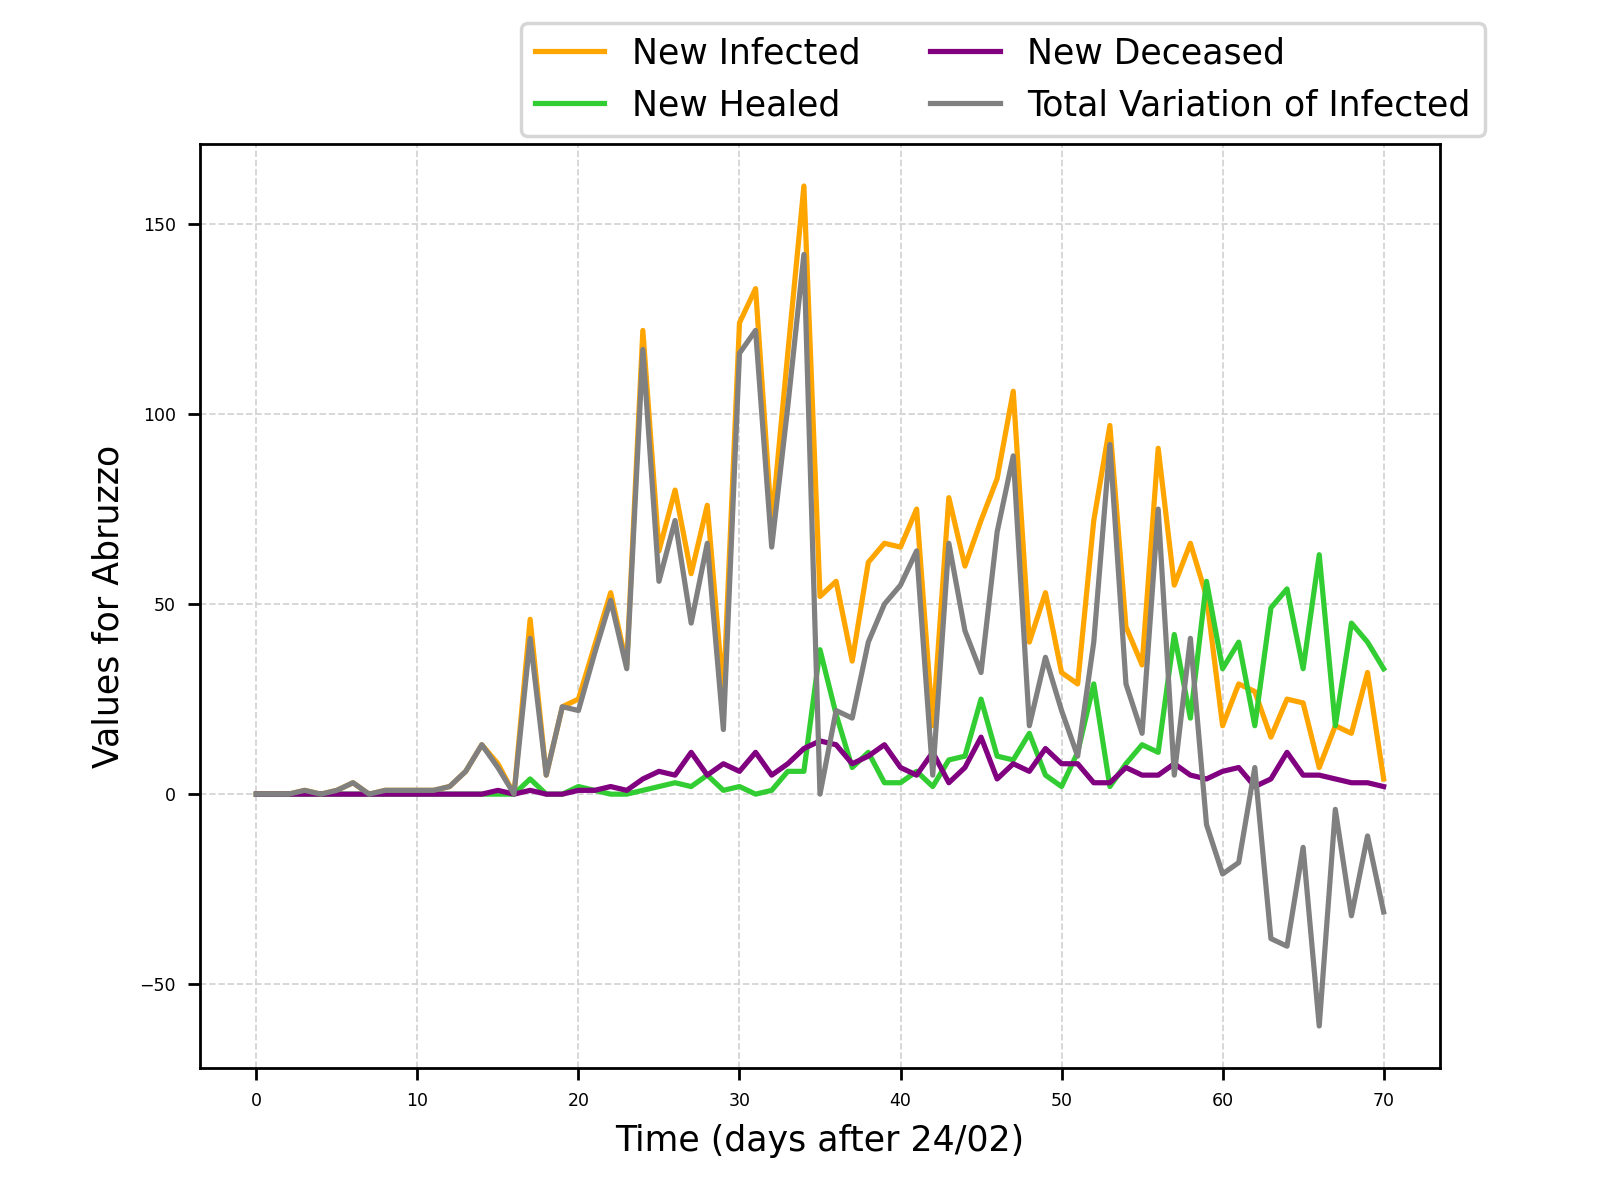 New Infected
New Healed
New Deceased
Total Variation of Infected
Values for Abruzzo
150
100
50
0
−50
0 10 20 30 40 50 60 70
Time (days after 24/02)